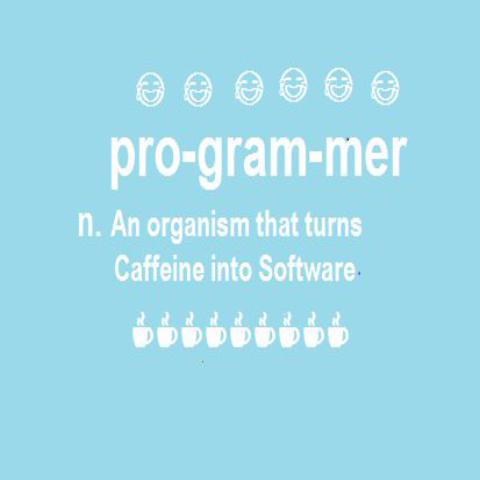 pro-gram-mer
n. An organism that turns
Caffeine into Software